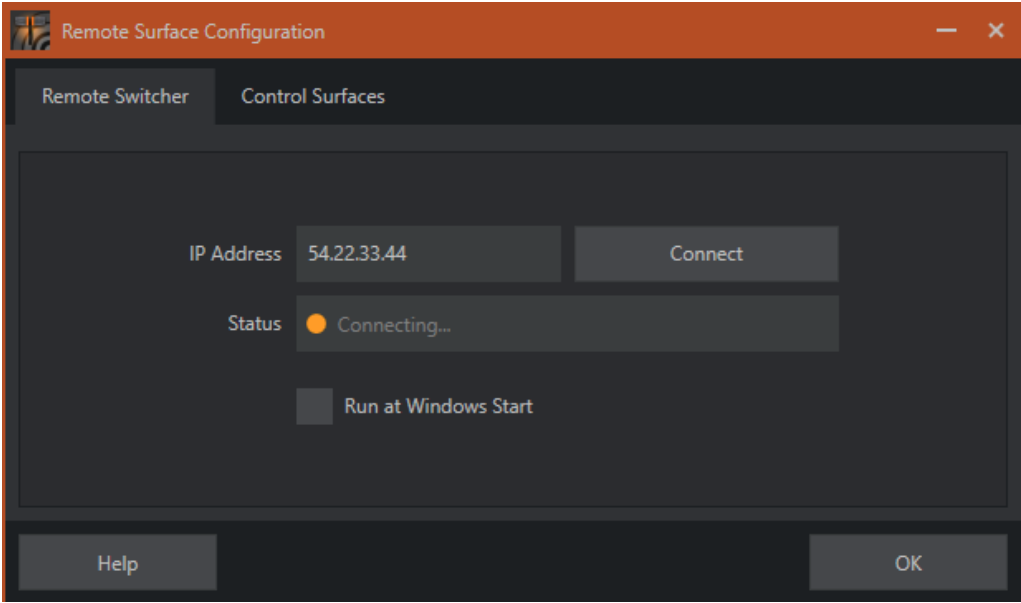 Remote Surface Configuration
Remote Switcher Control Surfaces
IP Address 54.22.33.44 Connect
Status Connecting...
Run at Windows Start
Help OK